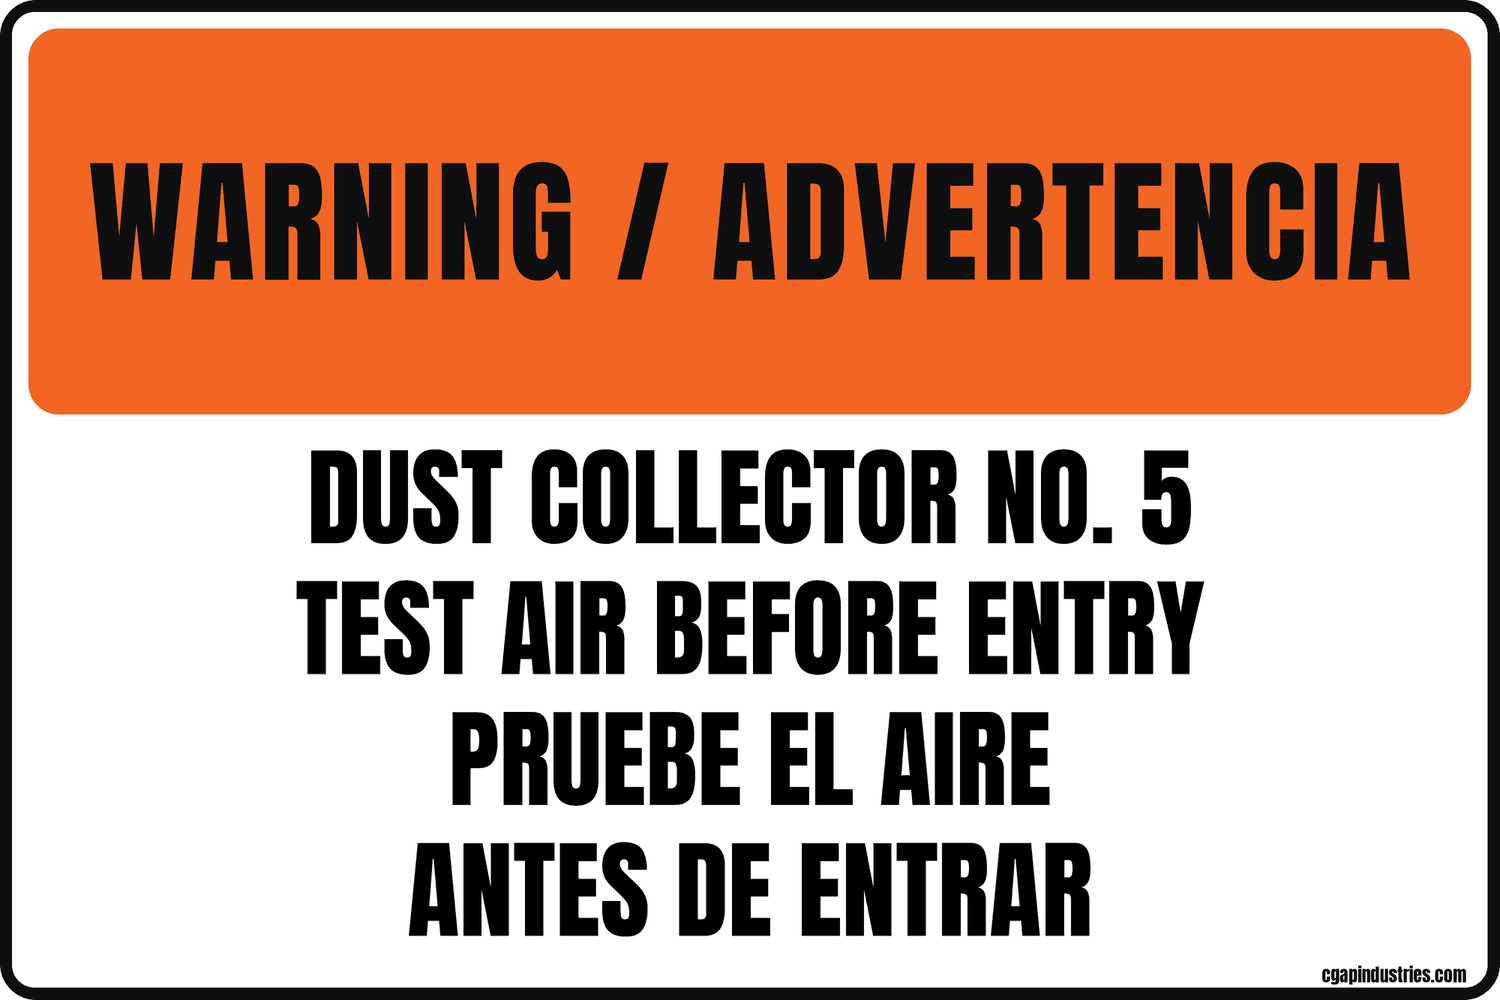 WARNING / ADVERTENCIA
DUST COLLECTOR NO. 5
TEST AIR BEFORE ENTRY
PRUEBE EL AIRE
ANTES DE ENTRAR
cgapindustries.com